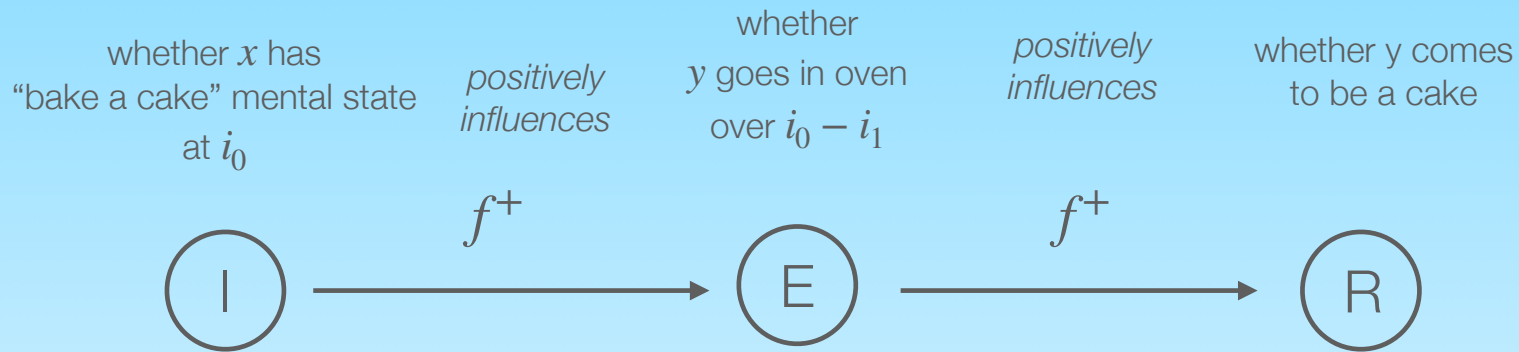 whether x has
“bake a cake” mental state
at i₀
positively
influences
whether
y goes in oven
over i₀ − i₁
positively
influences
whether y comes
to be a cake
f⁺
f⁺
I
E
R